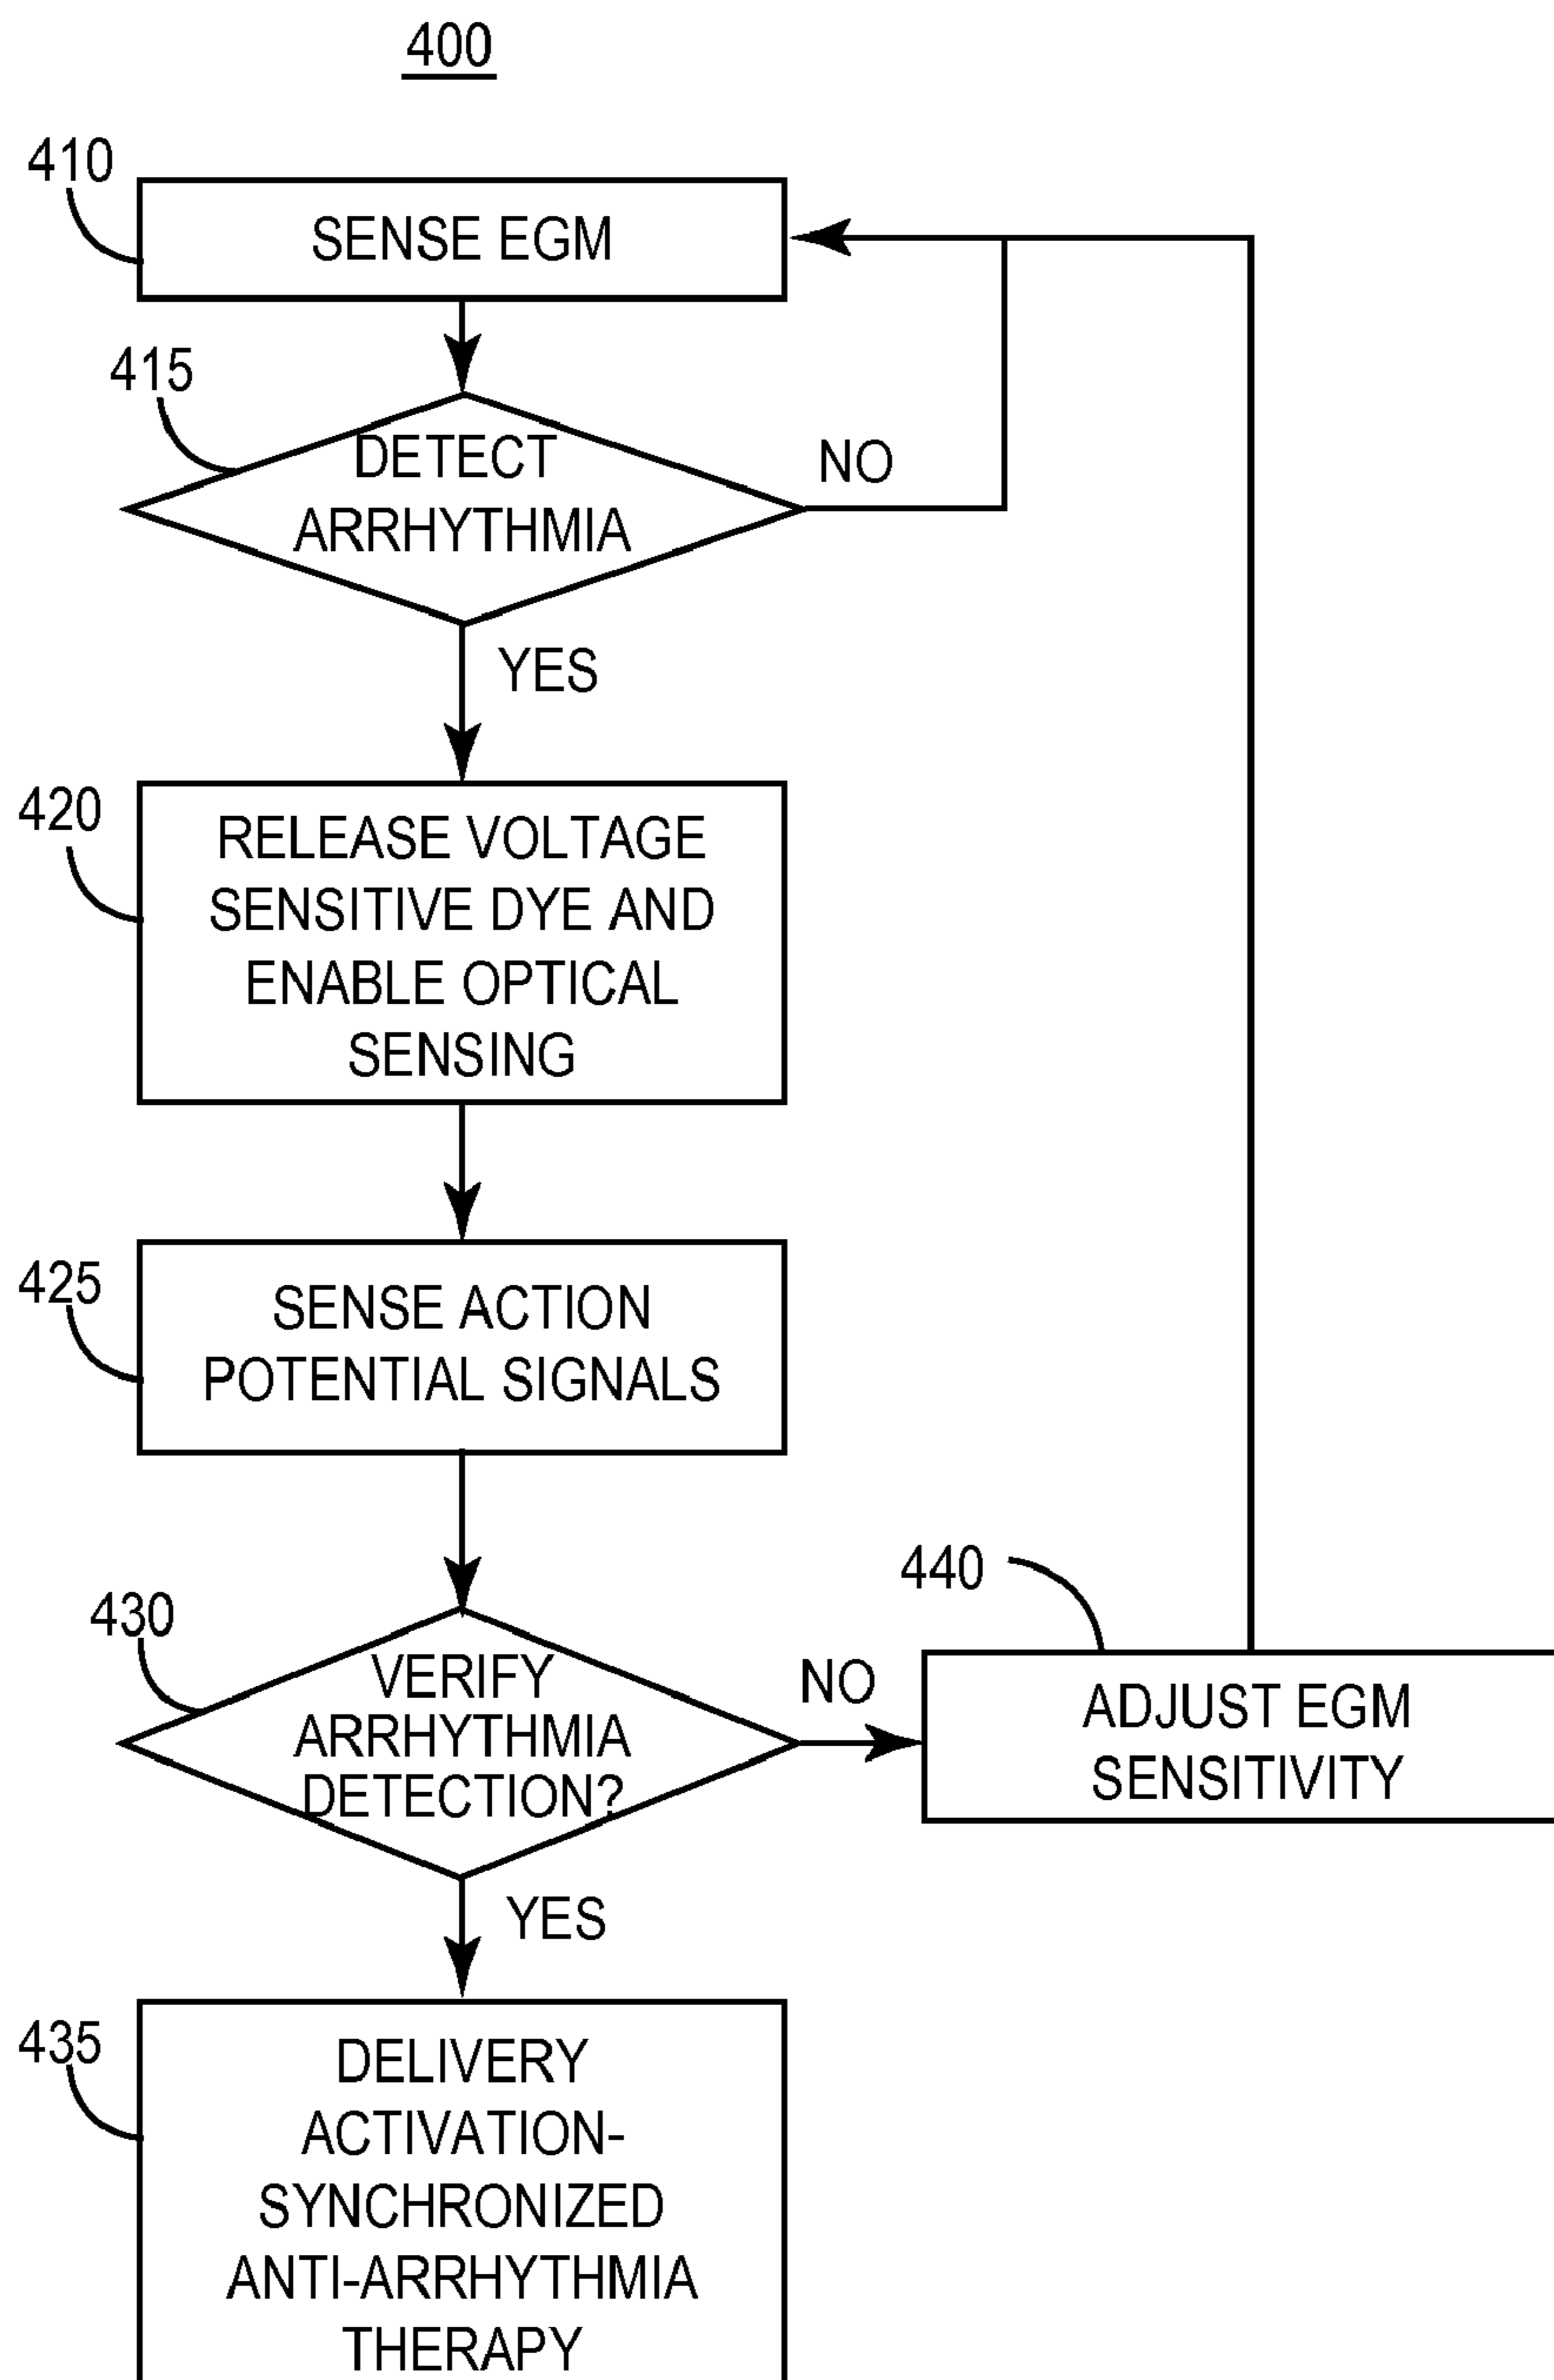 400
410
SENSE EGM
415
DETECT
ARRHYTHMIA
NO
YES
420
RELEASE VOLTAGE
SENSITIVE DYE AND
ENABLE OPTICAL
SENSING
425
SENSE ACTION
POTENTIAL SIGNALS
430
VERIFY
ARRHYTHMIA
DETECTION?
NO
440
ADJUST EGM
SENSITIVITY
YES
435
DELIVERY
ACTIVATION-
SYNCHRONIZED
ANTI-ARRHYTHMIA
THERAPY